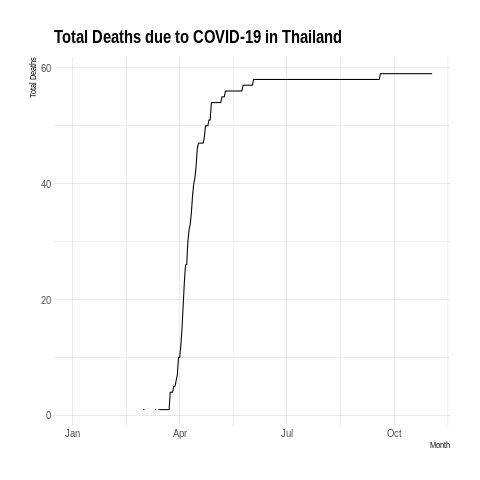 Total Deaths due to COVID-19 in Thailand
Total Deaths
60
40
20
0
Jan Apr Jul Oct
Month